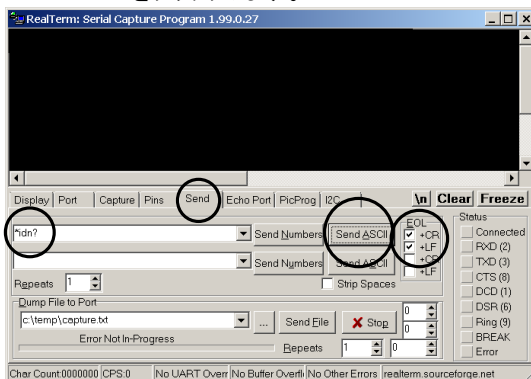 RealTerm: Serial Capture Program 1.99.0.27
Display Port Capture Pins Send Echo Port PicProg I2C \n Clear Freeze
*idn? Send Numbers Send ASCII
Send Numbers Send ASCII
EOL
+CR
+LF
+CR
+LF
Repeats 1 Strip Spaces
Dump File to Port
c:\temp\capture.txt ... Send File Stop 0
0
Error Not In-Progress
Repeats 1 0
Status
Connected
RXD (2)
TXD (3)
CTS (8)
DCD (1)
DSR (6)
Ring (9)
BREAK
Error
Char Count:0000000 CPS:0 No UART Overr No Buffer Overfl No Other Errors realterm.sourceforge.net